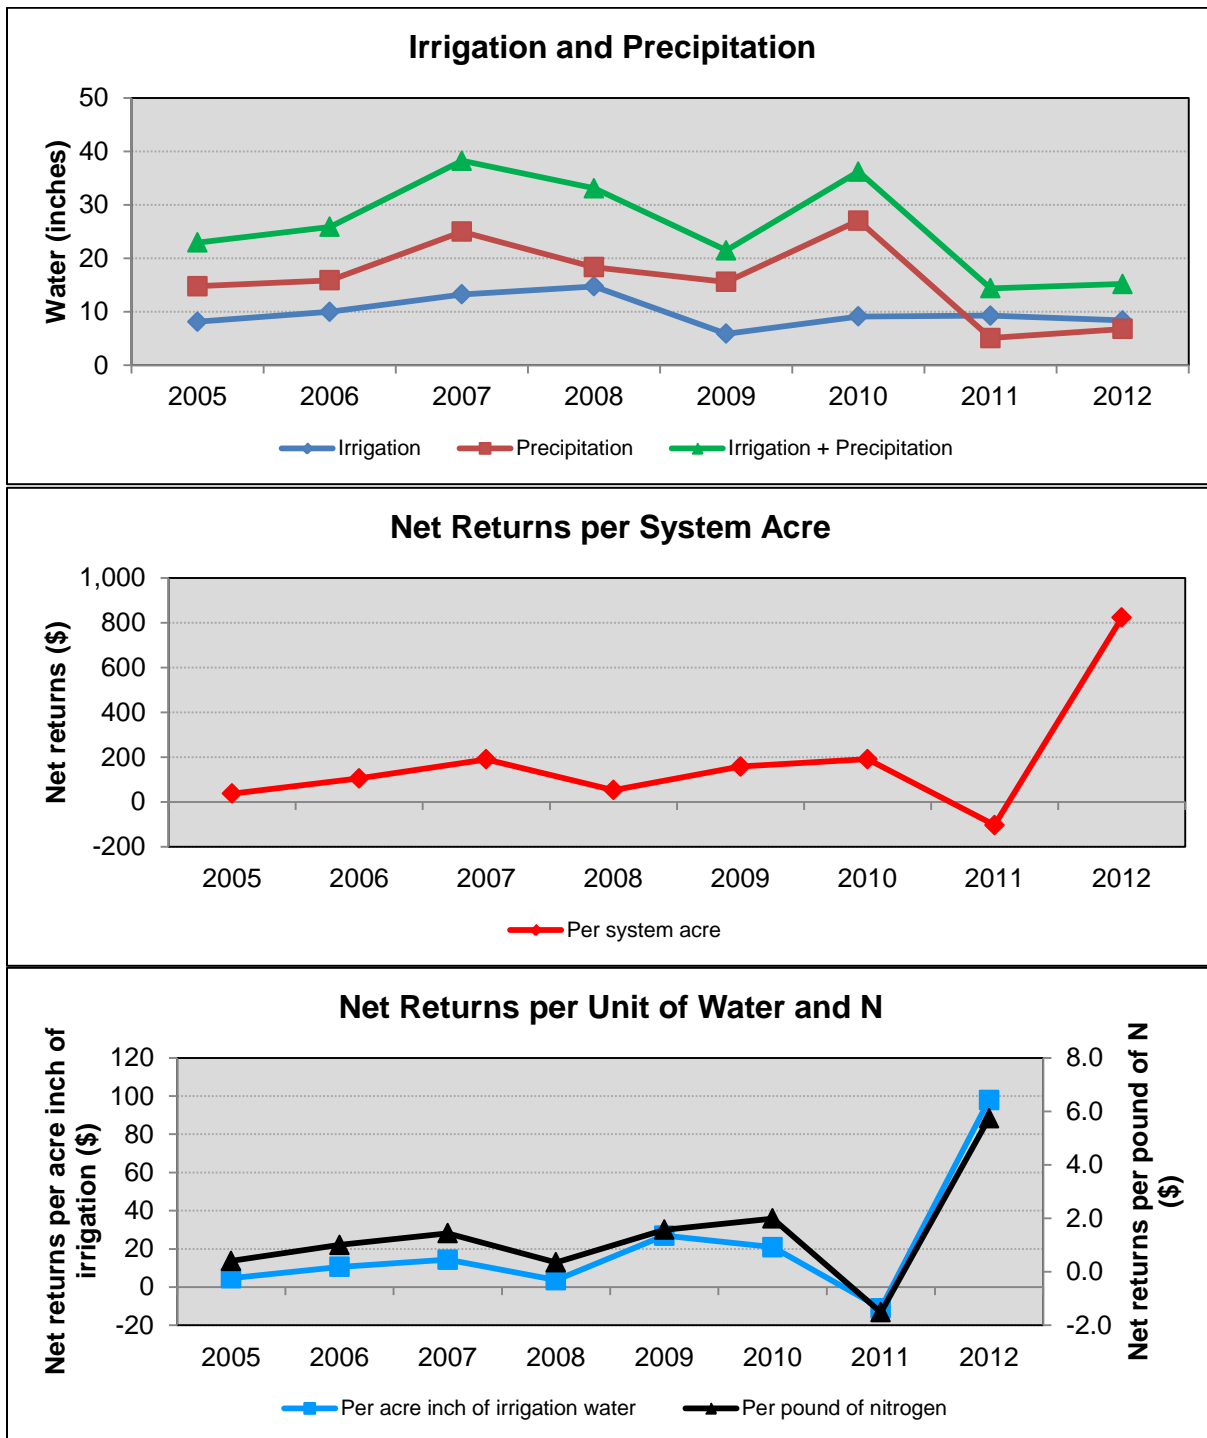 Irrigation and Precipitation
Water (inches)
50
40
30
20
10
0
2005 2006 2007 2008 2009 2010 2011 2012
Irrigation Precipitation Irrigation + Precipitation
Net Returns per System Acre
Net returns ($)
1,000
800
600
400
200
0
-200
2005 2006 2007 2008 2009 2010 2011 2012
Per system acre
Net Returns per Unit of Water and N
Net returns per acre inch of
irrigation ($)
120
100
80
60
40
20
0
-20
8.0
6.0
4.0
2.0
0.0
-2.0
Net returns per pound of N
($)
2005 2006 2007 2008 2009 2010 2011 2012
Per acre inch of irrigation water Per pound of nitrogen